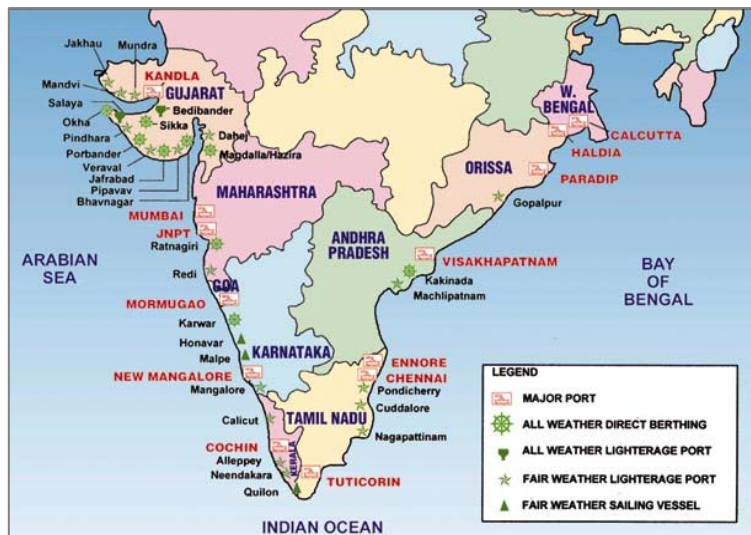 Jakhau
Mundra
Mandvi
KANDLA
GUJARAT
Salaya
Bedibander
Okha
Sikka
Pindhara
Dahej
Porbander
Magdalla/Hazira
Veraval
Jafrabad
Pipavav
Bhavnagar
W.
BENGAL
CALCUTTA
HALDIA
ORISSA
PARADIP
Gopalpur
MAHARASHTRA
MUMBAI
JNPT
Ratnagiri
ARABIAN
SEA
ANDHRA
PRADESH
VISAKHAPATNAM
Kakinada
Machlipatnam
BAY
OF
BENGAL
Redi
GOA
MORMUGAO
Karwar
Honavar
Malpe
KARNATAKA
NEW MANGALORE
Mangalore
ENNORE
CHENNAI
Pondicherry
Cuddalore
Nagapattinam
TAMIL NADU
Calicut
COCHIN
KERALA
Alleppey
Neendakara
Quilon
TUTICORIN
INDIAN OCEAN
LEGEND
MAJOR PORT
ALL WEATHER DIRECT BERTHING
ALL WEATHER LIGHTERAGE PORT
FAIR WEATHER LIGHTERAGE PORT
FAIR WEATHER SAILING VESSEL